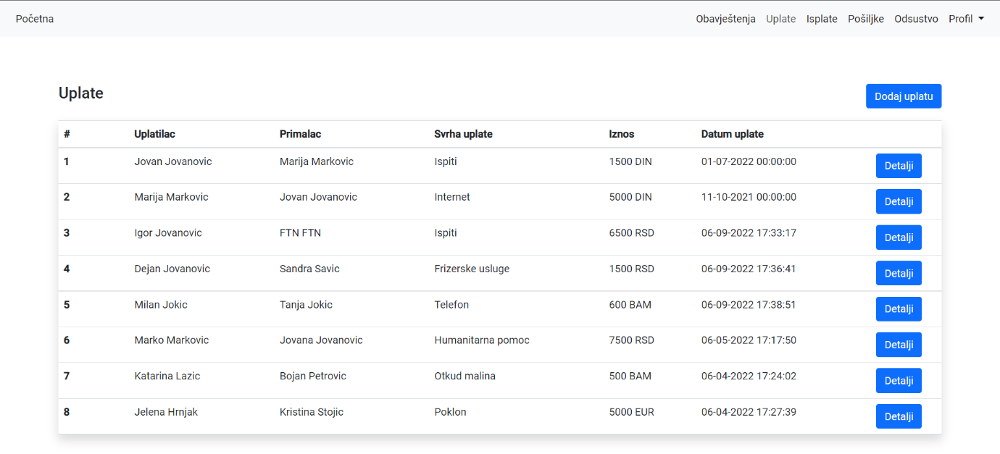 Početna Obavještenja Uplate Isplate Pošiljke Odsustvo Profil
Uplate
Dodaj uplatu
# Uplatilac Primalac Svrha uplate Iznos Datum uplate
1 Jovan Jovanovic Marija Markovic Ispiti 1500 DIN 01-07-2022 00:00:00 Detalji
2 Marija Markovic Jovan Jovanovic Internet 5000 DIN 11-10-2021 00:00:00 Detalji
3 Igor Jovanovic FTN FTN Ispiti 6500 RSD 06-09-2022 17:33:17 Detalji
4 Dejan Jovanovic Sandra Savic Frizerske usluge 1500 RSD 06-09-2022 17:36:41 Detalji
5 Milan Jokic Tanja Jokic Telefon 600 BAM 06-09-2022 17:38:51 Detalji
6 Marko Markovic Jovana Jovanovic Humanitarna pomoc 7500 RSD 06-05-2022 17:17:50 Detalji
7 Katarina Lazic Bojan Petrovic Otkud malina 500 BAM 06-04-2022 17:24:02 Detalji
8 Jelena Hrnjak Kristina Stojic Poklon 5000 EUR 06-04-2022 17:27:39 Detalji